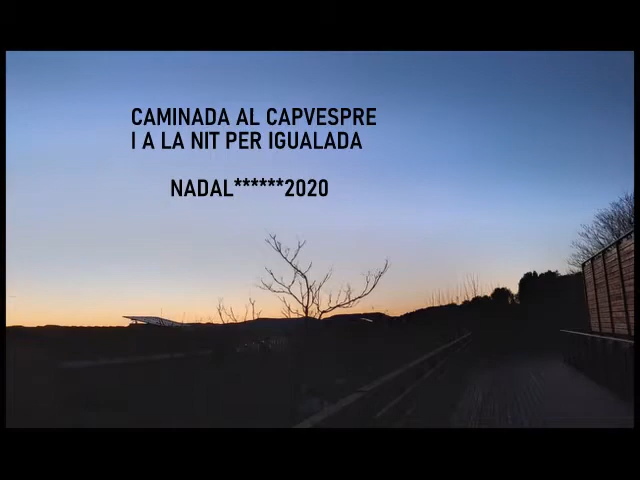 CAMINADA AL CAPVESPRE
I A LA NIT PER IGUALADA
NADAL******2020